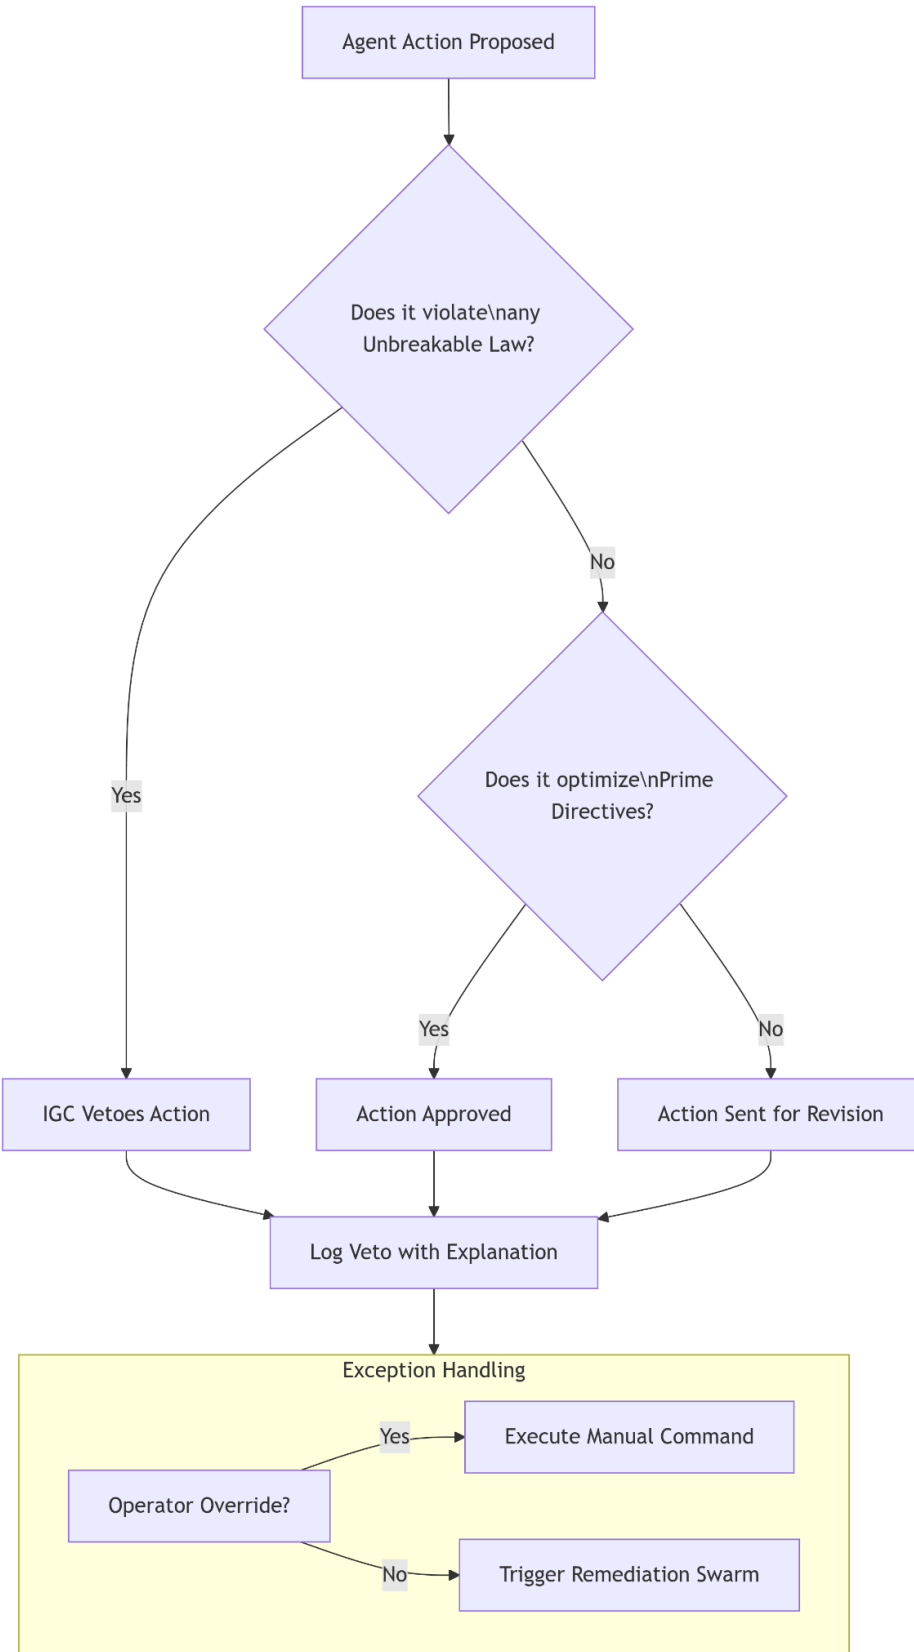 Agent Action Proposed
Does it violate\nany
Unbreakable Law?
No
Does it optimize\nPrime
Directives?
Yes
Yes
No
IGC Vetoes Action
Action Approved
Action Sent for Revision
Log Veto with Explanation
Exception Handling
Yes
Execute Manual Command
Operator Override?
No
Trigger Remediation Swarm